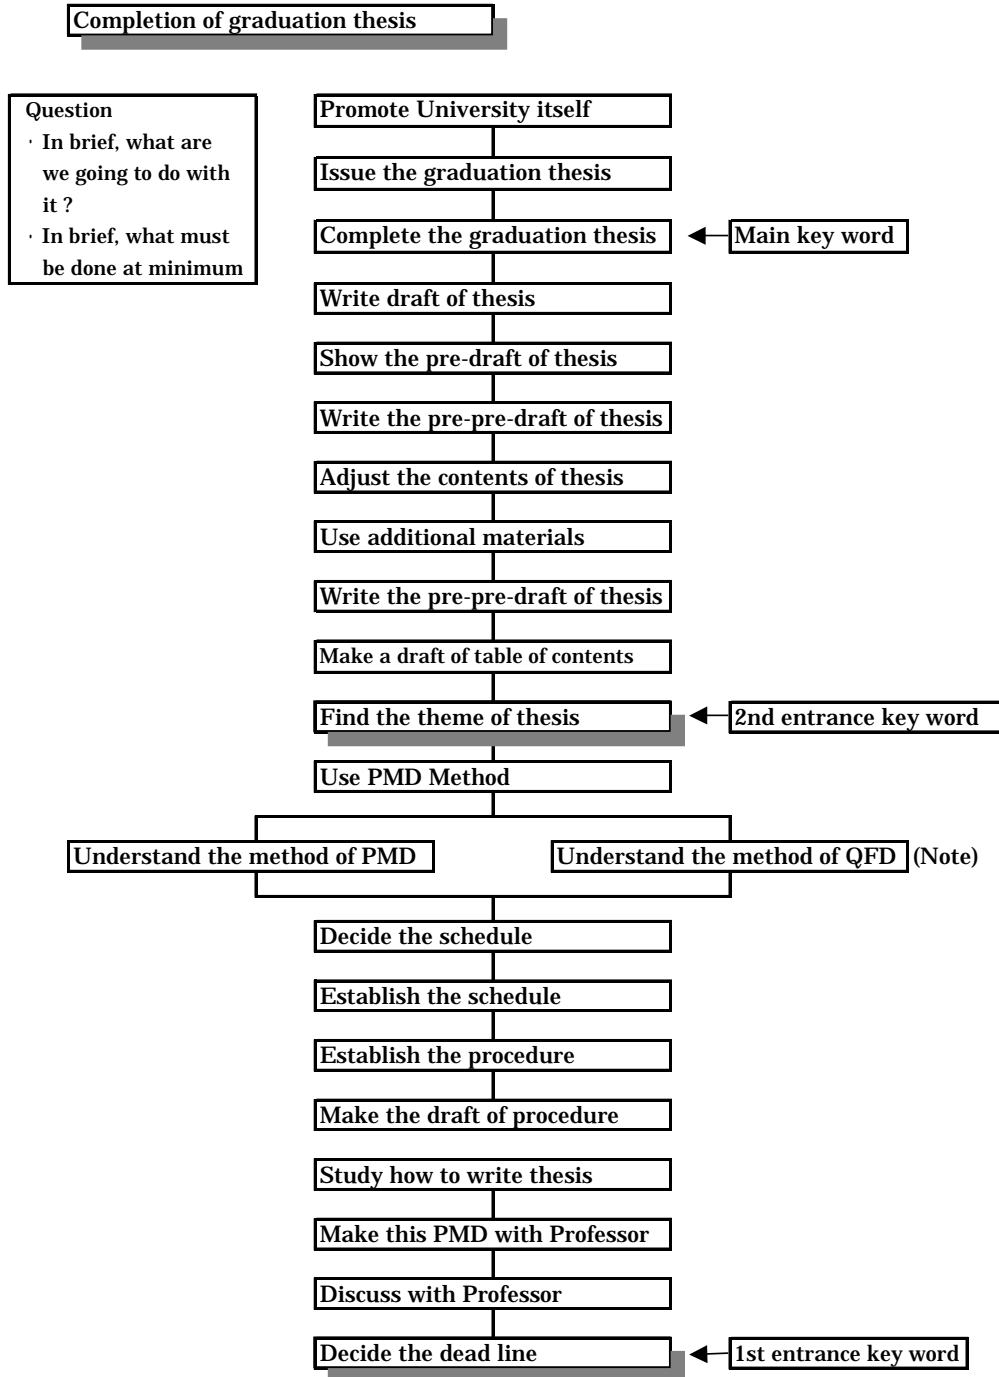 Completion of graduation thesis
Question
· In brief, what are
we going to do with
it ?
· In brief, what must
be done at minimum
Promote University itself
Issue the graduation thesis
Complete the graduation thesis
Main key word
Write draft of thesis
Show the pre-draft of thesis
Write the pre-pre-draft of thesis
Adjust the contents of thesis
Use additional materials
Write the pre-pre-draft of thesis
Make a draft of table of contents
Find the theme of thesis
2nd entrance key word
Use PMD Method
Understand the method of PMD
Understand the method of QFD (Note)
Decide the schedule
Establish the schedule
Establish the procedure
Make the draft of procedure
Study how to write thesis
Make this PMD with Professor
Discuss with Professor
Decide the dead line
1st entrance key word